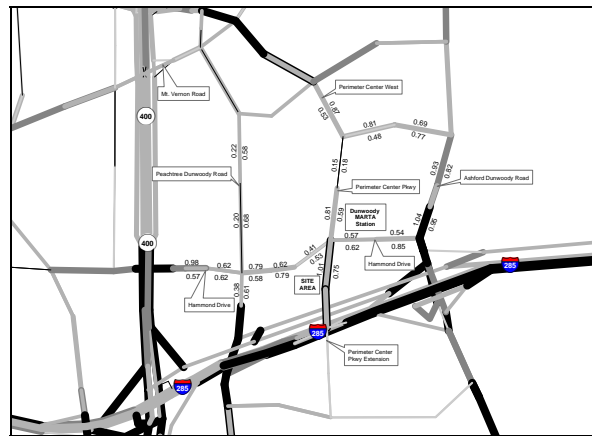 Perimeter Center West
Mt. Vernon Road
0.87
0.53
400
0.81
0.69
0.48
0.77
0.22
0.58
0.15
0.18
0.93
0.82
Peachtree Dunwoody Road
Perimeter Center Pkwy
Ashford Dunwoody Road
0.20
0.68
0.81
0.59
Dunwoody
MARTA
Station
1.04
0.95
400
0.57
0.54
0.62
0.85
0.41
0.53
0.98
0.62
0.79
0.62
0.57
0.62
0.58
0.79
Hammond Drive
1.01
0.75
285
SITE
AREA
0.38
0.61
Hammond Drive
285
Perimeter Center
Pkwy Extension
285